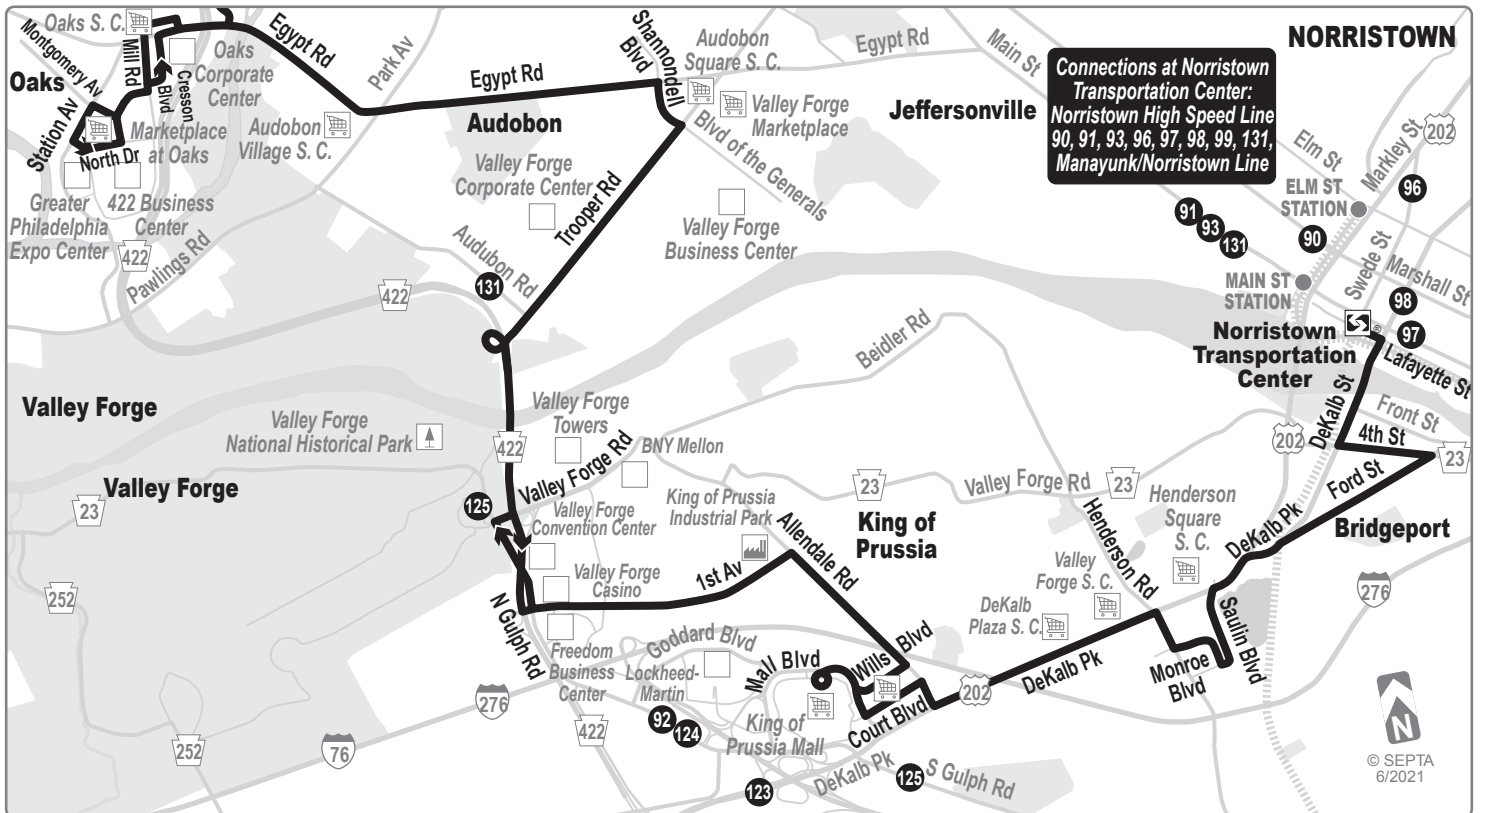 Oaks S. C.
Montgomery Av
Mill Rd
Oaks
Cresson
Blvd
Oaks
Corporate
Center
Egypt Rd
Park Av
Station Av
Marketplace
at Oaks
North Dr
Audobon
Village S. C.
Greater
Philadelphia
Expo Center
422 Business
Center
422
Pawlings Rd
Egypt Rd
Audobon
Shannondell
Blvd
Audobon
Square S. C.
Valley Forge
Marketplace
Egypt Rd
Main St
Jeffersonville
Valley Forge
Corporate Center
Trooper Rd
Blvd of the Generals
Valley Forge
Business Center
Audubon Rd
131
422
NORRISTOWN
Connections at Norristown
Transportation Center:
Norristown High Speed Line
90, 91, 93, 96, 97, 98, 99, 131,
Manayunk/Norristown Line
Elm St
Markley St
202
ELM ST
STATION
96
91
93
131
90
Swede St
Marshall St
MAIN ST
STATION
98
97
®
Norristown
Transportation
Center
Lafayette St
DeKalb St
Front St
4th St
202
23
Ford St
Bridgeport
Beidler Rd
Valley Forge
Valley Forge
National Historical Park
Valley Forge
23
252
252
422
Valley Forge
Towers
Valley Forge Rd
BNY Mellon
125
Valley Forge
Convention Center
King of Prussia
Industrial Park
Allendale Rd
23
King of
Prussia
Valley Forge Rd
23
Henderson Rd
Henderson
Square
S. C.
DeKalb Pk
Valley
Forge S. C.
DeKalb
Plaza S. C.
276
1st Av
Valley Forge
Casino
N Gulph Rd
Freedom
Business
Center
Goddard Blvd
Lockheed-
Martin
Mall Blvd
Wills Blvd
King of
Prussia Mall
Court Blvd
202
DeKalb Pk
Monroe
Blvd
Saulin Blvd
276
76
422
92
124
123
DeKalb Pk
125
S Gulph Rd
N
© SEPTA
6/2021